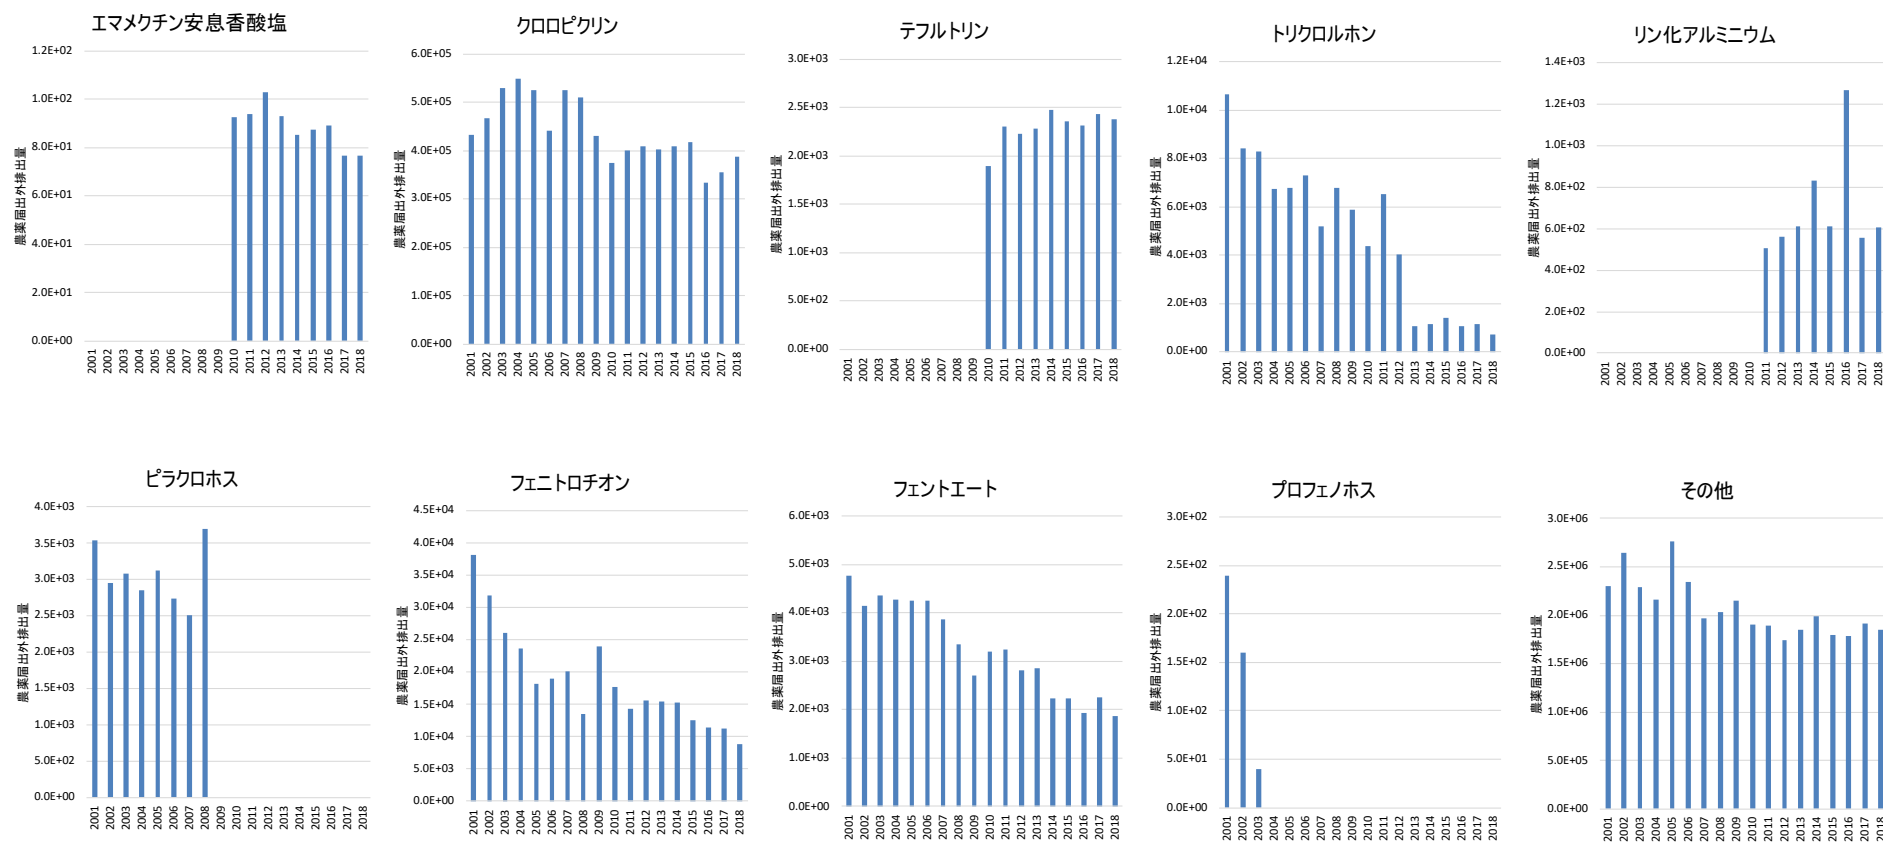 エマメクチン安息香酸塩
農薬届出外排出量
1.2E+02
1.0E+02
8.0E+01
6.0E+01
4.0E+01
2.0E+01
0.0E+00
2001 2002 2003 2004 2005 2006 2007 2008 2009 2010 2011 2012 2013 2014 2015 2016 2017 2018
クロロピクリン
農薬届出外排出量
6.0E+05
5.0E+05
4.0E+05
3.0E+05
2.0E+05
1.0E+05
0.0E+00
2001 2002 2003 2004 2005 2006 2007 2008 2009 2010 2011 2012 2013 2014 2015 2016 2017 2018
テフルトリン
農薬届出外排出量
3.0E+03
2.5E+03
2.0E+03
1.5E+03
1.0E+03
5.0E+02
0.0E+00
2001 2002 2003 2004 2005 2006 2007 2008 2009 2010 2011 2012 2013 2014 2015 2016 2017 2018
トリクロルホン
農薬届出外排出量
1.2E+04
1.0E+04
8.0E+03
6.0E+03
4.0E+03
2.0E+03
0.0E+00
2001 2002 2003 2004 2005 2006 2007 2008 2009 2010 2011 2012 2013 2014 2015 2016 2017 2018
リン化アルミニウム
農薬届出外排出量
1.4E+03
1.2E+03
1.0E+03
8.0E+02
6.0E+02
4.0E+02
2.0E+02
0.0E+00
2001 2002 2003 2004 2005 2006 2007 2008 2009 2010 2011 2012 2013 2014 2015 2016 2017 2018
ピラクロホス
農薬届出外排出量
4.0E+03
3.5E+03
3.0E+03
2.5E+03
2.0E+03
1.5E+03
1.0E+03
5.0E+02
0.0E+00
2001 2002 2003 2004 2005 2006 2007 2008 2009 2010 2011 2012 2013 2014 2015 2016 2017 2018
フェニトロチオン
農薬届出外排出量
4.5E+04
4.0E+04
3.5E+04
3.0E+04
2.5E+04
2.0E+04
1.5E+04
1.0E+04
5.0E+03
0.0E+00
2001 2002 2003 2004 2005 2006 2007 2008 2009 2010 2011 2012 2013 2014 2015 2016 2017 2018
フェントエート
農薬届出外排出量
6.0E+03
5.0E+03
4.0E+03
3.0E+03
2.0E+03
1.0E+03
0.0E+00
2001 2002 2003 2004 2005 2006 2007 2008 2009 2010 2011 2012 2013 2014 2015 2016 2017 2018
プロフェノホス
農薬届出外排出量
3.0E+02
2.5E+02
2.0E+02
1.5E+02
1.0E+02
5.0E+01
0.0E+00
2001 2002 2003 2004 2005 2006 2007 2008 2009 2010 2011 2012 2013 2014 2015 2016 2017 2018
その他
農薬届出外排出量
3.0E+06
2.5E+06
2.0E+06
1.5E+06
1.0E+06
5.0E+05
0.0E+00
2001 2002 2003 2004 2005 2006 2007 2008 2009 2010 2011 2012 2013 2014 2015 2016 2017 2018